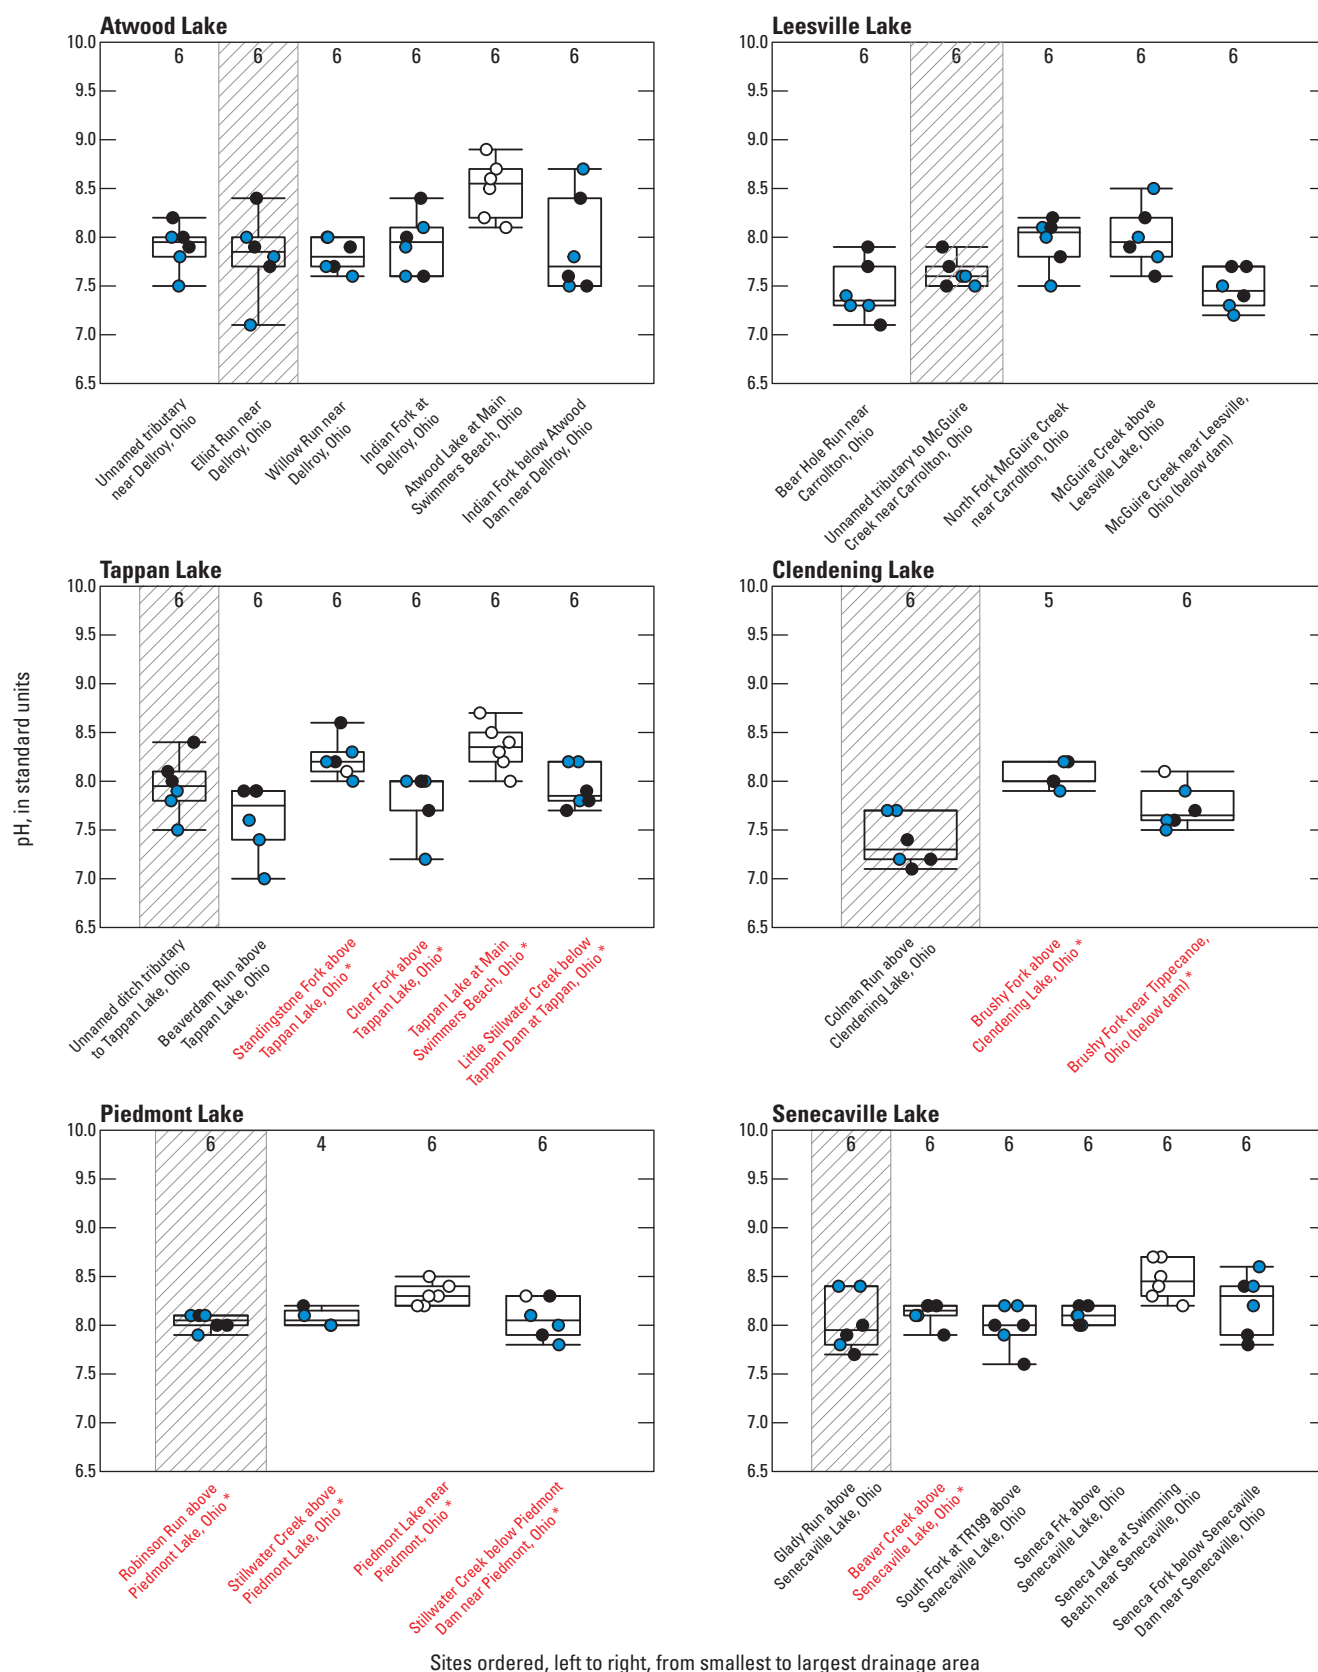 Atwood Lake
10.0
9.5
9.0
8.5
8.0
7.5
7.0
6.5
6 6 6 6 6 6
Unnamed tributary
near Dellroy, Ohio
Elliot Run near
Dellroy, Ohio
Willow Run near
Dellroy, Ohio
Indian Fork at
Dellroy, Ohio
Atwood Lake at Main
Swimmers Beach, Ohio
Indian Fork below Atwood
Dam near Dellroy, Ohio
Leesville Lake
10.0
9.5
9.0
8.5
8.0
7.5
7.0
6.5
6 6 6 6 6
Bear Hole Run near
Carrollton, Ohio
Unnamed tributary to McGuire
Creek near Carrollton, Ohio
North Fork McGuire Creek
near Carrollton, Ohio
McGuire Creek above
Leesville Lake, Ohio
McGuire Creek near Leesville,
Ohio (below dam)
pH, in standard units
Tappan Lake
10.0
9.5
9.0
8.5
8.0
7.5
7.0
6.5
6 6 6 6 6 6
Unnamed ditch tributary
to Tappan Lake, Ohio
Beaverdam Run above
Tappan Lake, Ohio
Standingstone Fork above
Tappan Lake, Ohio *
Clear Fork above
Tappan Lake, Ohio *
Tappan Lake at Main
Swimmers Beach, Ohio *
Little Stillwater Creek below
Tappan Dam at Tappan, Ohio *
Clendening Lake
10.0
9.5
9.0
8.5
8.0
7.5
7.0
6.5
6 5 6
Colman Run above
Clendening Lake, Ohio
Brushy Fork above
Clendening Lake, Ohio *
Brushy Fork near Tippecanoe,
Ohio (below dam) *
Piedmont Lake
10.0
9.5
9.0
8.5
8.0
7.5
7.0
6.5
6 4 6 6
Robinson Run above
Piedmont Lake, Ohio *
Stillwater Creek above
Piedmont Lake, Ohio *
Piedmont Lake near
Piedmont, Ohio *
Stillwater Creek below Piedmont
Dam near Piedmont, Ohio *
Senecaville Lake
10.0
9.5
9.0
8.5
8.0
7.5
7.0
6.5
6 6 6 6 6 6
Glady Run above
Senecaville Lake, Ohio
Beaver Creek above
Senecaville Lake, Ohio *
South Fork at TR199 above
Senecaville Lake, Ohio
Seneca Frk above
Senecaville Lake, Ohio
Seneca Lake at Swimming
Beach near Senecaville, Ohio
Seneca Fork below Senecaville
Dam near Senecaville, Ohio
Sites ordered, left to right, from smallest to largest drainage area